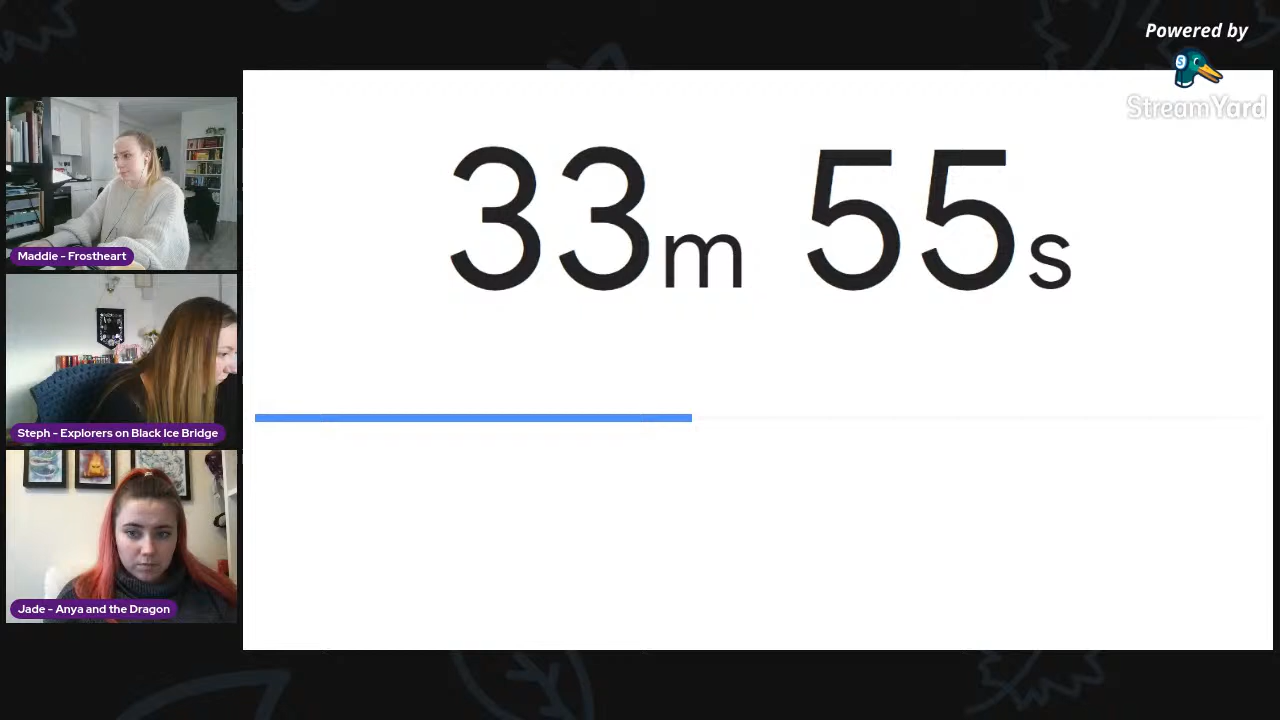 Powered by
StreamYard
33m 55s
Maddie - Frostheart
Steph - Explorers on Black Ice Bridge
Jade - Anya and the Dragon